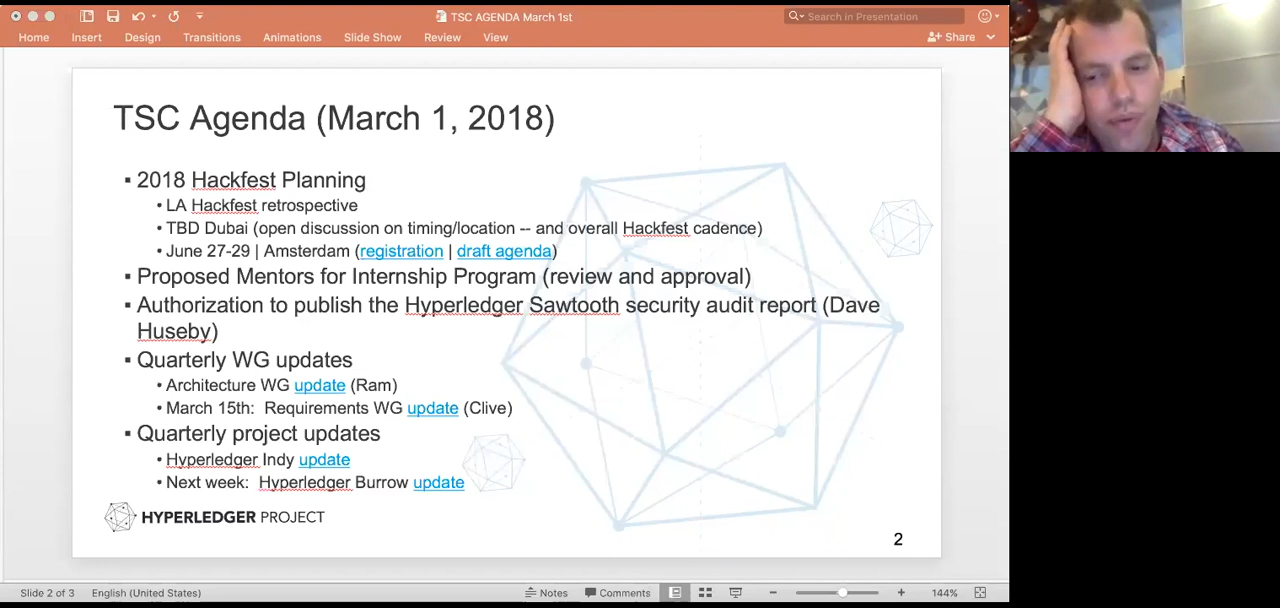 TSC AGENDA March 1st
Search in Presentation
Home Insert Design Transitions Animations Slide Show Review View Share
TSC Agenda (March 1, 2018)
▪ 2018 Hackfest Planning
• LA Hackfest retrospective
• TBD Dubai (open discussion on timing/location -- and overall Hackfest cadence)
• June 27-29 | Amsterdam (registration | draft agenda)
▪ Proposed Mentors for Internship Program (review and approval)
▪ Authorization to publish the Hyperledger Sawtooth security audit report (Dave
Huseby)
▪ Quarterly WG updates
• Architecture WG update (Ram)
• March 15th: Requirements WG update (Clive)
▪ Quarterly project updates
• Hyperledger Indy update
• Next week: Hyperledger Burrow update
HYPERLEDGER PROJECT
2
Slide 2 of 3 English (United States) Notes Comments 144%